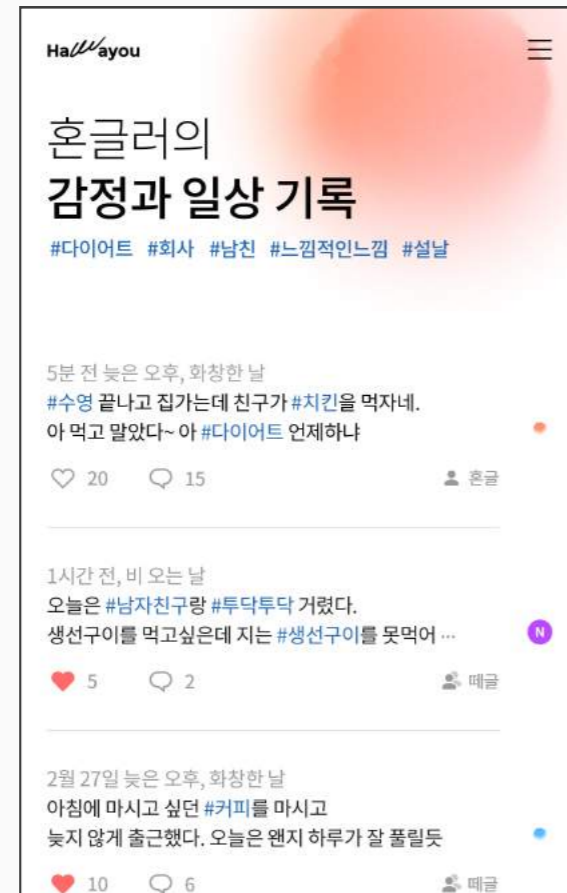 Hallllayou
혼글러의
감정과 일상 기록
#다이어트 #회사 #남친 #느낌적인느낌 #설날
5분 전 늦은 오후, 화창한 날
#수영 끝나고 집가는데 친구가 #치킨을 먹자네.
아 먹고 말았다~ 아 #다이어트 언제하냐
20 15 혼글
1시간 전, 비 오는 날
오늘은 #남자친구랑 #투닥투닥 거렸다.
생선구이를 먹고싶은데 지는 #생선구이를 못먹어 ···
N
5 2 떼글
2월 27일 늦은 오후, 화창한 날
아침에 마시고 싶던 #커피를 마시고
늦지 않게 출근했다. 오늘은 왠지 하루가 잘 풀릴듯
10 6 떼글